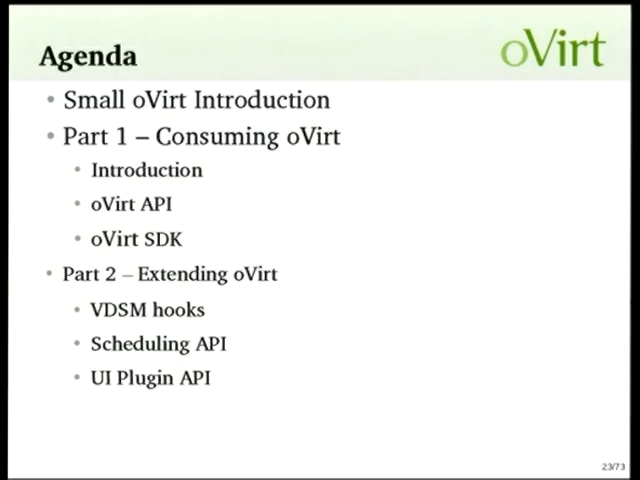 Agenda
oVirt
• Small oVirt Introduction
• Part 1 – Consuming oVirt
• Introduction
• oVirt API
• oVirt SDK
• Part 2 – Extending oVirt
• VDSM hooks
• Scheduling API
• UI Plugin API
23/73